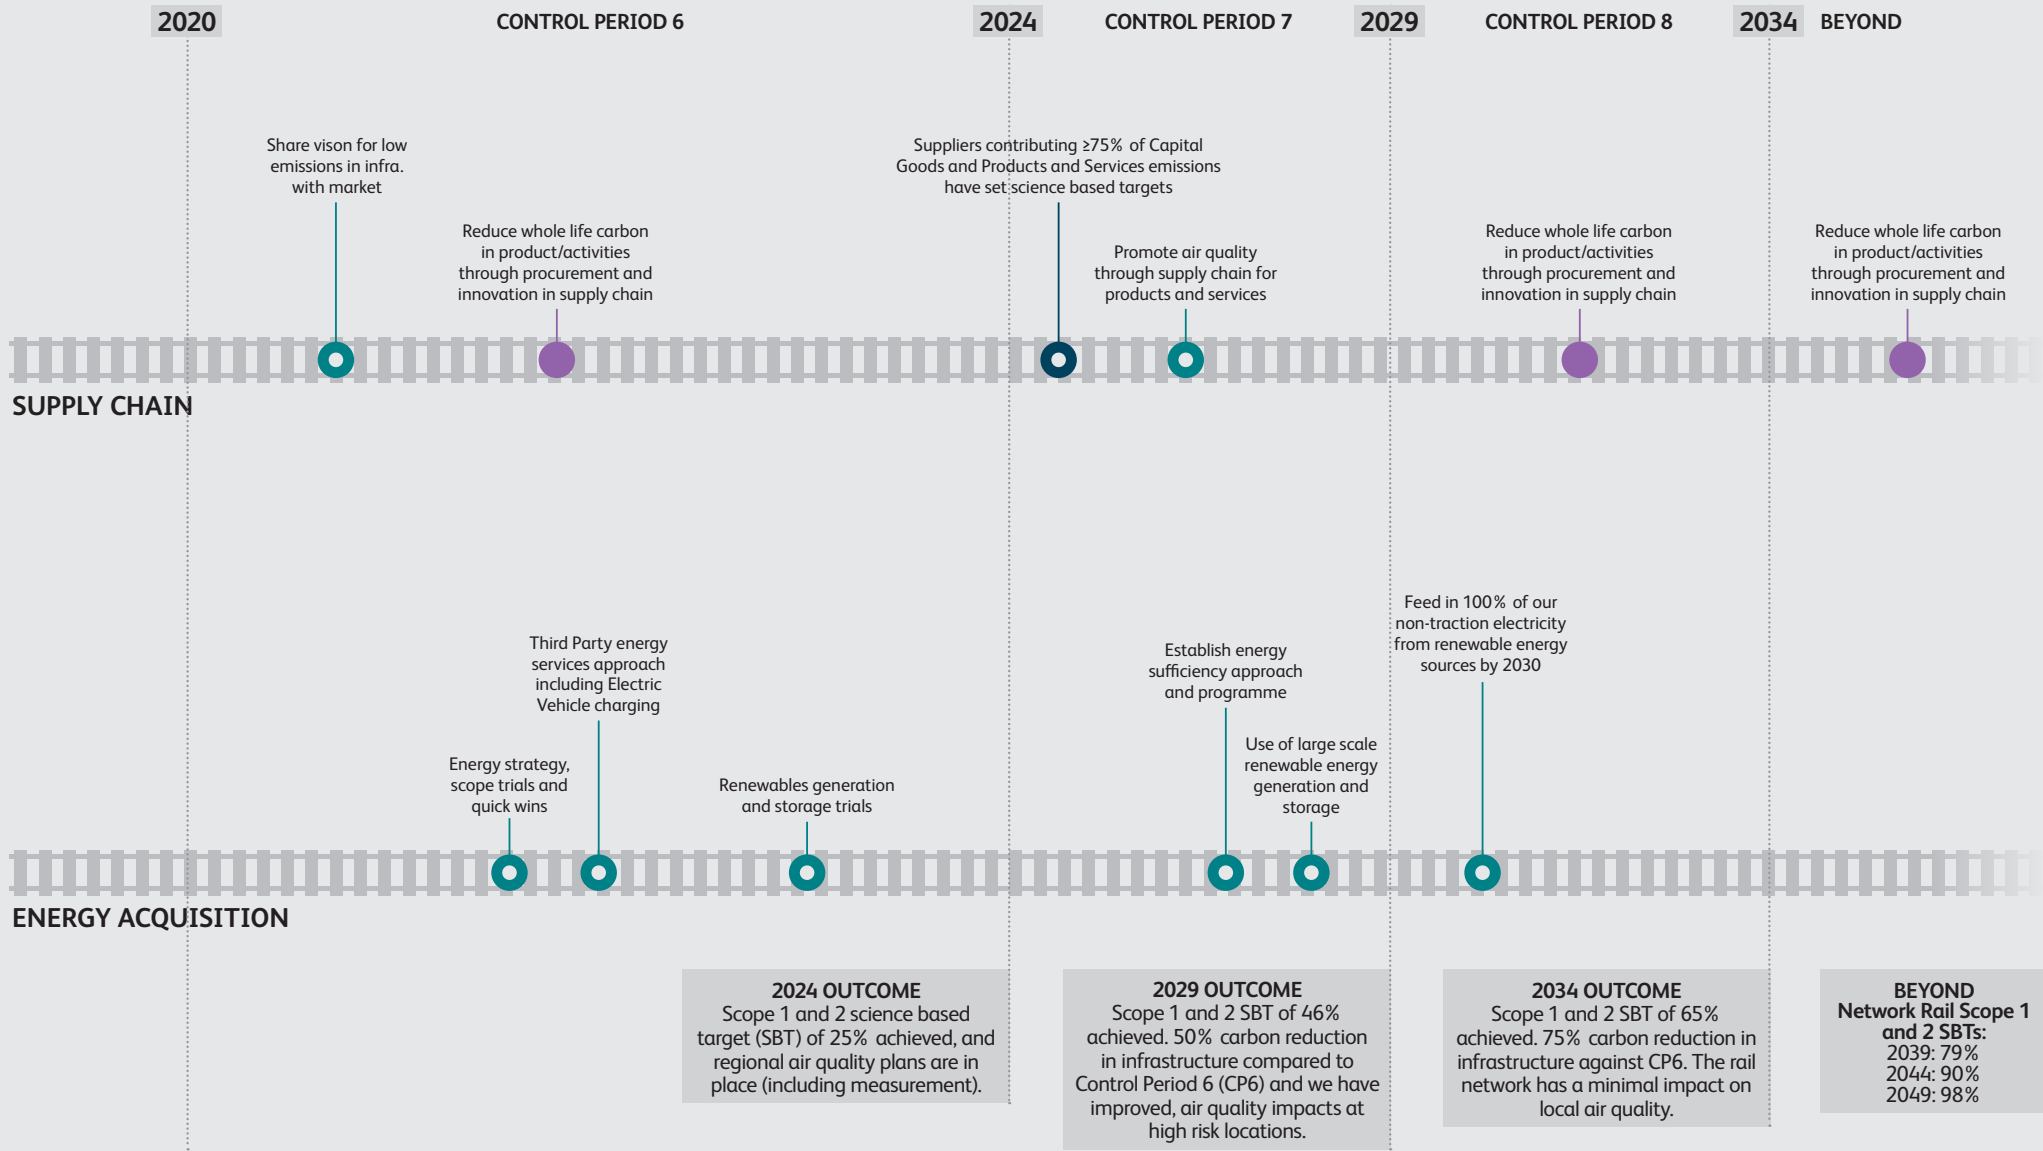 2020
CONTROL PERIOD 6
2024
CONTROL PERIOD 7
2029
CONTROL PERIOD 8
2034
BEYOND
Share vison for low
emissions in infra.
with market
Reduce whole life carbon
in product/activities
through procurement and
innovation in supply chain
Suppliers contributing ≥75% of Capital
Goods and Products and Services emissions
have set science based targets
Promote air quality
through supply chain for
products and services
Reduce whole life carbon
in product/activities
through procurement and
innovation in supply chain
Reduce whole life carbon
in product/activities
through procurement and
innovation in supply chain
SUPPLY CHAIN
Energy strategy,
scope trials and
quick wins
Third Party energy
services approach
including Electric
Vehicle charging
Renewables generation
and storage trials
Establish energy
sufficiency approach
and programme
Use of large scale
renewable energy
generation and
storage
Feed in 100% of our
non-traction electricity
from renewable energy
sources by 2030
ENERGY ACQUISITION
2024 OUTCOME
Scope 1 and 2 science based
target (SBT) of 25% achieved, and
regional air quality plans are in
place (including measurement).
2029 OUTCOME
Scope 1 and 2 SBT of 46%
achieved. 50% carbon reduction
in infrastructure compared to
Control Period 6 (CP6) and we have
improved, air quality impacts at
high risk locations.
2034 OUTCOME
Scope 1 and 2 SBT of 65%
achieved. 75% carbon reduction in
infrastructure against CP6. The rail
network has a minimal impact on
local air quality.
BEYOND
Network Rail Scope 1
and 2 SBTs:
2039: 79%
2044: 90%
2049: 98%